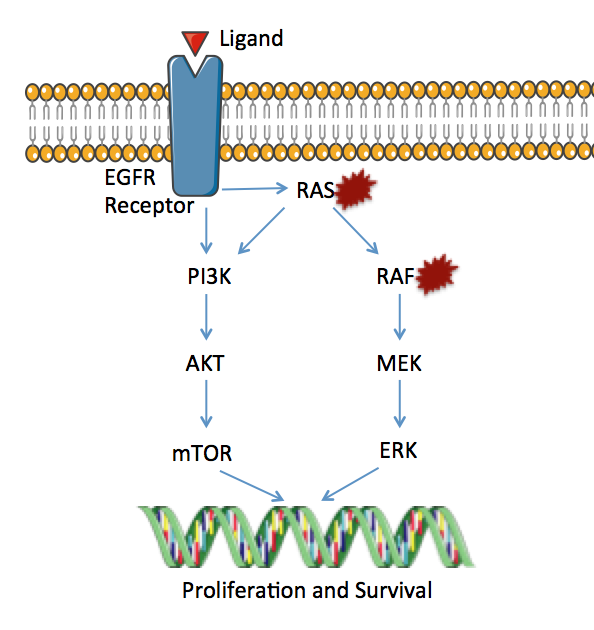 Ligand
EGFR
Receptor
RAS
PI3K
RAF
AKT
MEK
mTOR
ERK
Proliferation and Survival